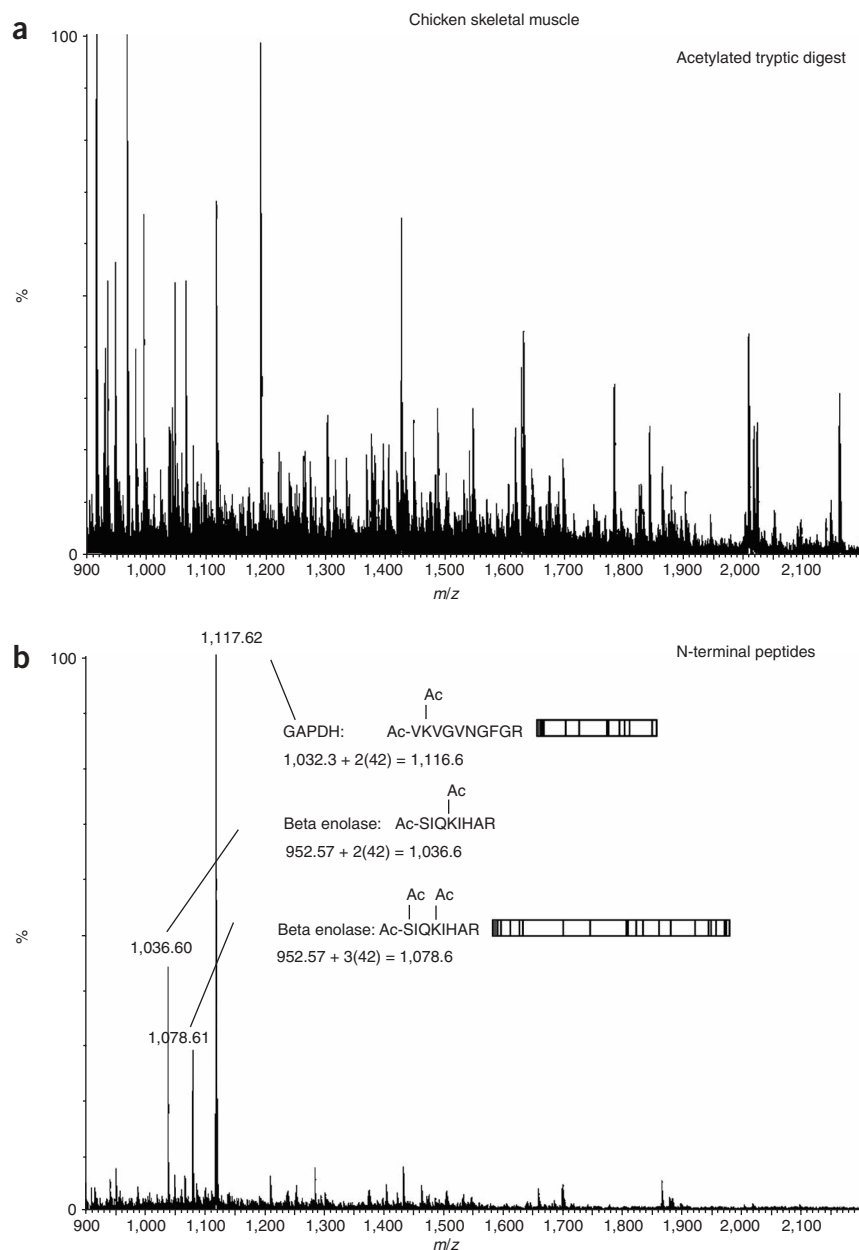 a
Chicken skeletal muscle
Acetylated tryptic digest
100
%
0
900 1,000 1,100 1,200 1,300 1,400 1,500 1,600 1,700 1,800 1,900 2,000 2,100
m/z
b
1,117.62
N-terminal peptides
100
Ac
GAPDH: Ac-VKVGVNGFGR
1,032.3 + 2(42) = 1,116.6
Ac
Beta enolase: Ac-SIQKIHAR
952.57 + 2(42) = 1,036.6
Ac Ac
Beta enolase: Ac-SIQKIHAR
952.57 + 3(42) = 1,078.6
%
1,036.60
1,078.61
0
900 1,000 1,100 1,200 1,300 1,400 1,500 1,600 1,700 1,800 1,900 2,000 2,100
m/z